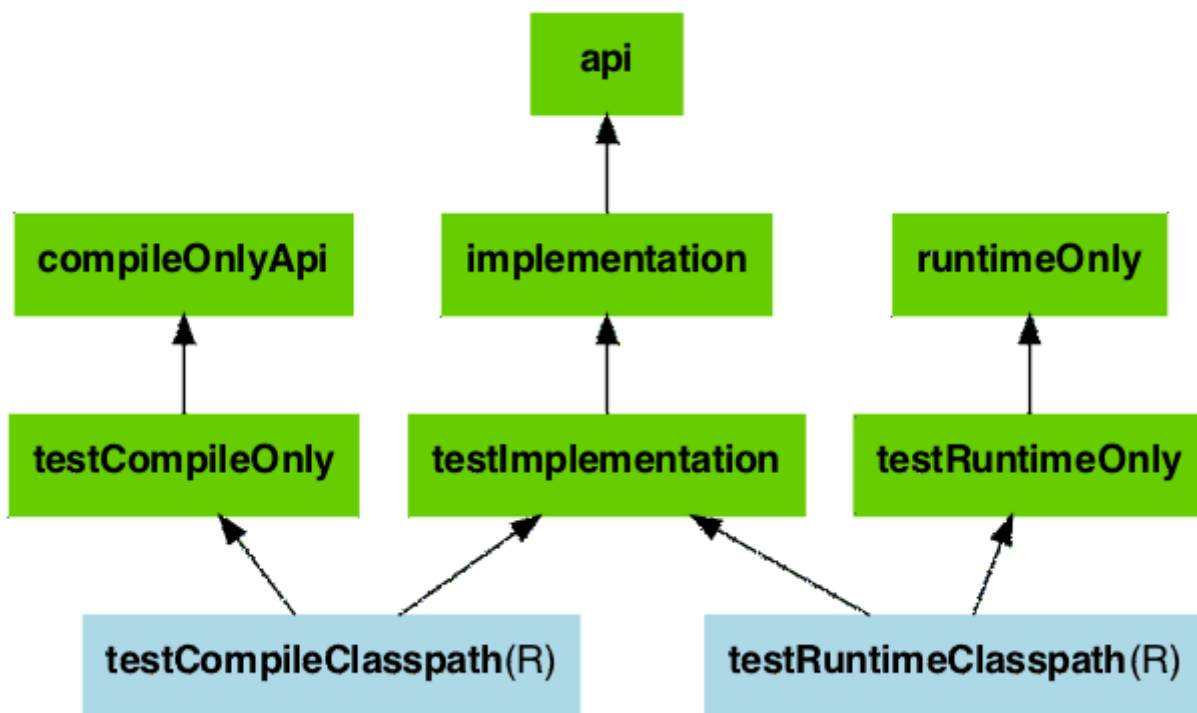 api
compileOnlyApi
implementation
runtimeOnly
testCompileOnly
testImplementation
testRuntimeOnly
testCompileClasspath(R)
testRuntimeClasspath(R)